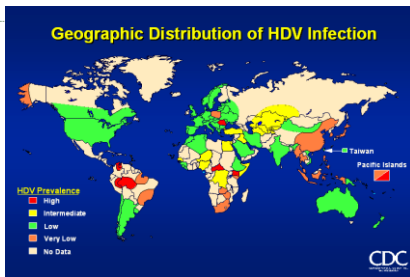 Geographic Distribution of HDV Infection
Taiwan
Pacific Islands
HDV Prevalence
High
Intermediate
Low
Very Low
No Data
CDC